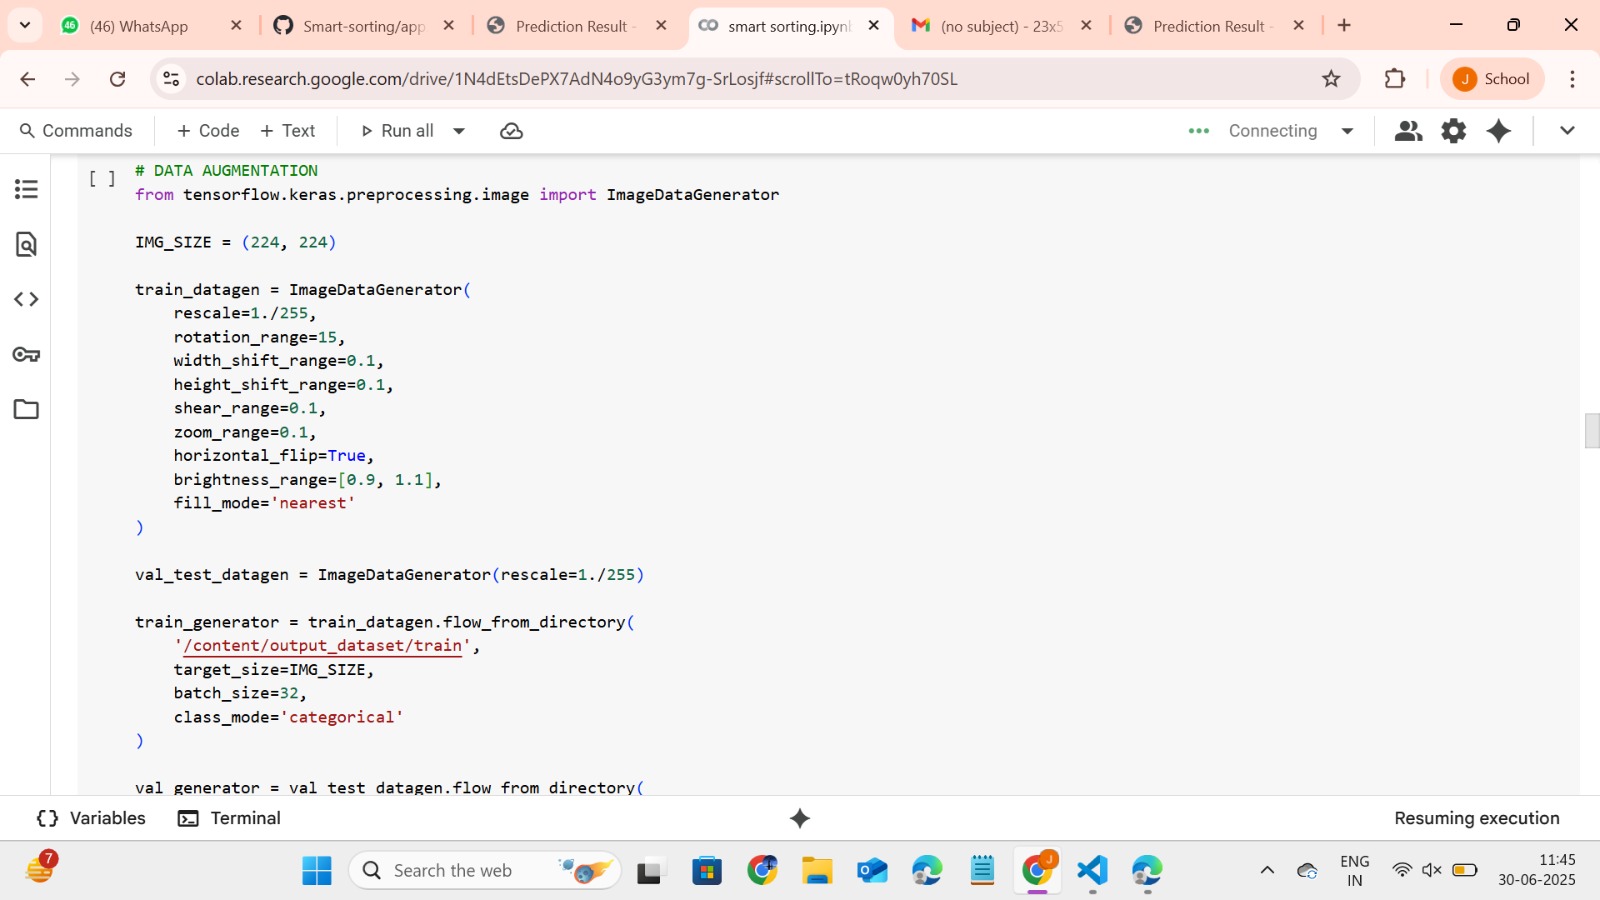 46 (46) WhatsApp
Smart-sorting/app
Prediction Result -
smart sorting.ipynb
(no subject) - 23x5
Prediction Result -
colab.research.google.com/drive/1N4dEtsDePX7AdN4o9yG3ym7g-SrLosjf#scrollTo=tRoqw0yh70SL
J School
Commands + Code + Text Run all Connecting
[ ] # DATA AUGMENTATION
from tensorflow.keras.preprocessing.image import ImageDataGenerator
IMG_SIZE = (224, 224)
train_datagen = ImageDataGenerator(
rescale=1./255,
rotation_range=15,
width_shift_range=0.1,
height_shift_range=0.1,
shear_range=0.1,
zoom_range=0.1,
horizontal_flip=True,
brightness_range=[0.9, 1.1],
fill_mode='nearest'
)
val_test_datagen = ImageDataGenerator(rescale=1./255)
train_generator = train_datagen.flow_from_directory(
'/content/output_dataset/train',
target_size=IMG_SIZE,
batch_size=32,
class_mode='categorical'
)
val_generator = val_test_datagen.flow_from_directory(
{} Variables Terminal Resuming execution
7
Search the web
J
ENG
IN
11:45
30-06-2025